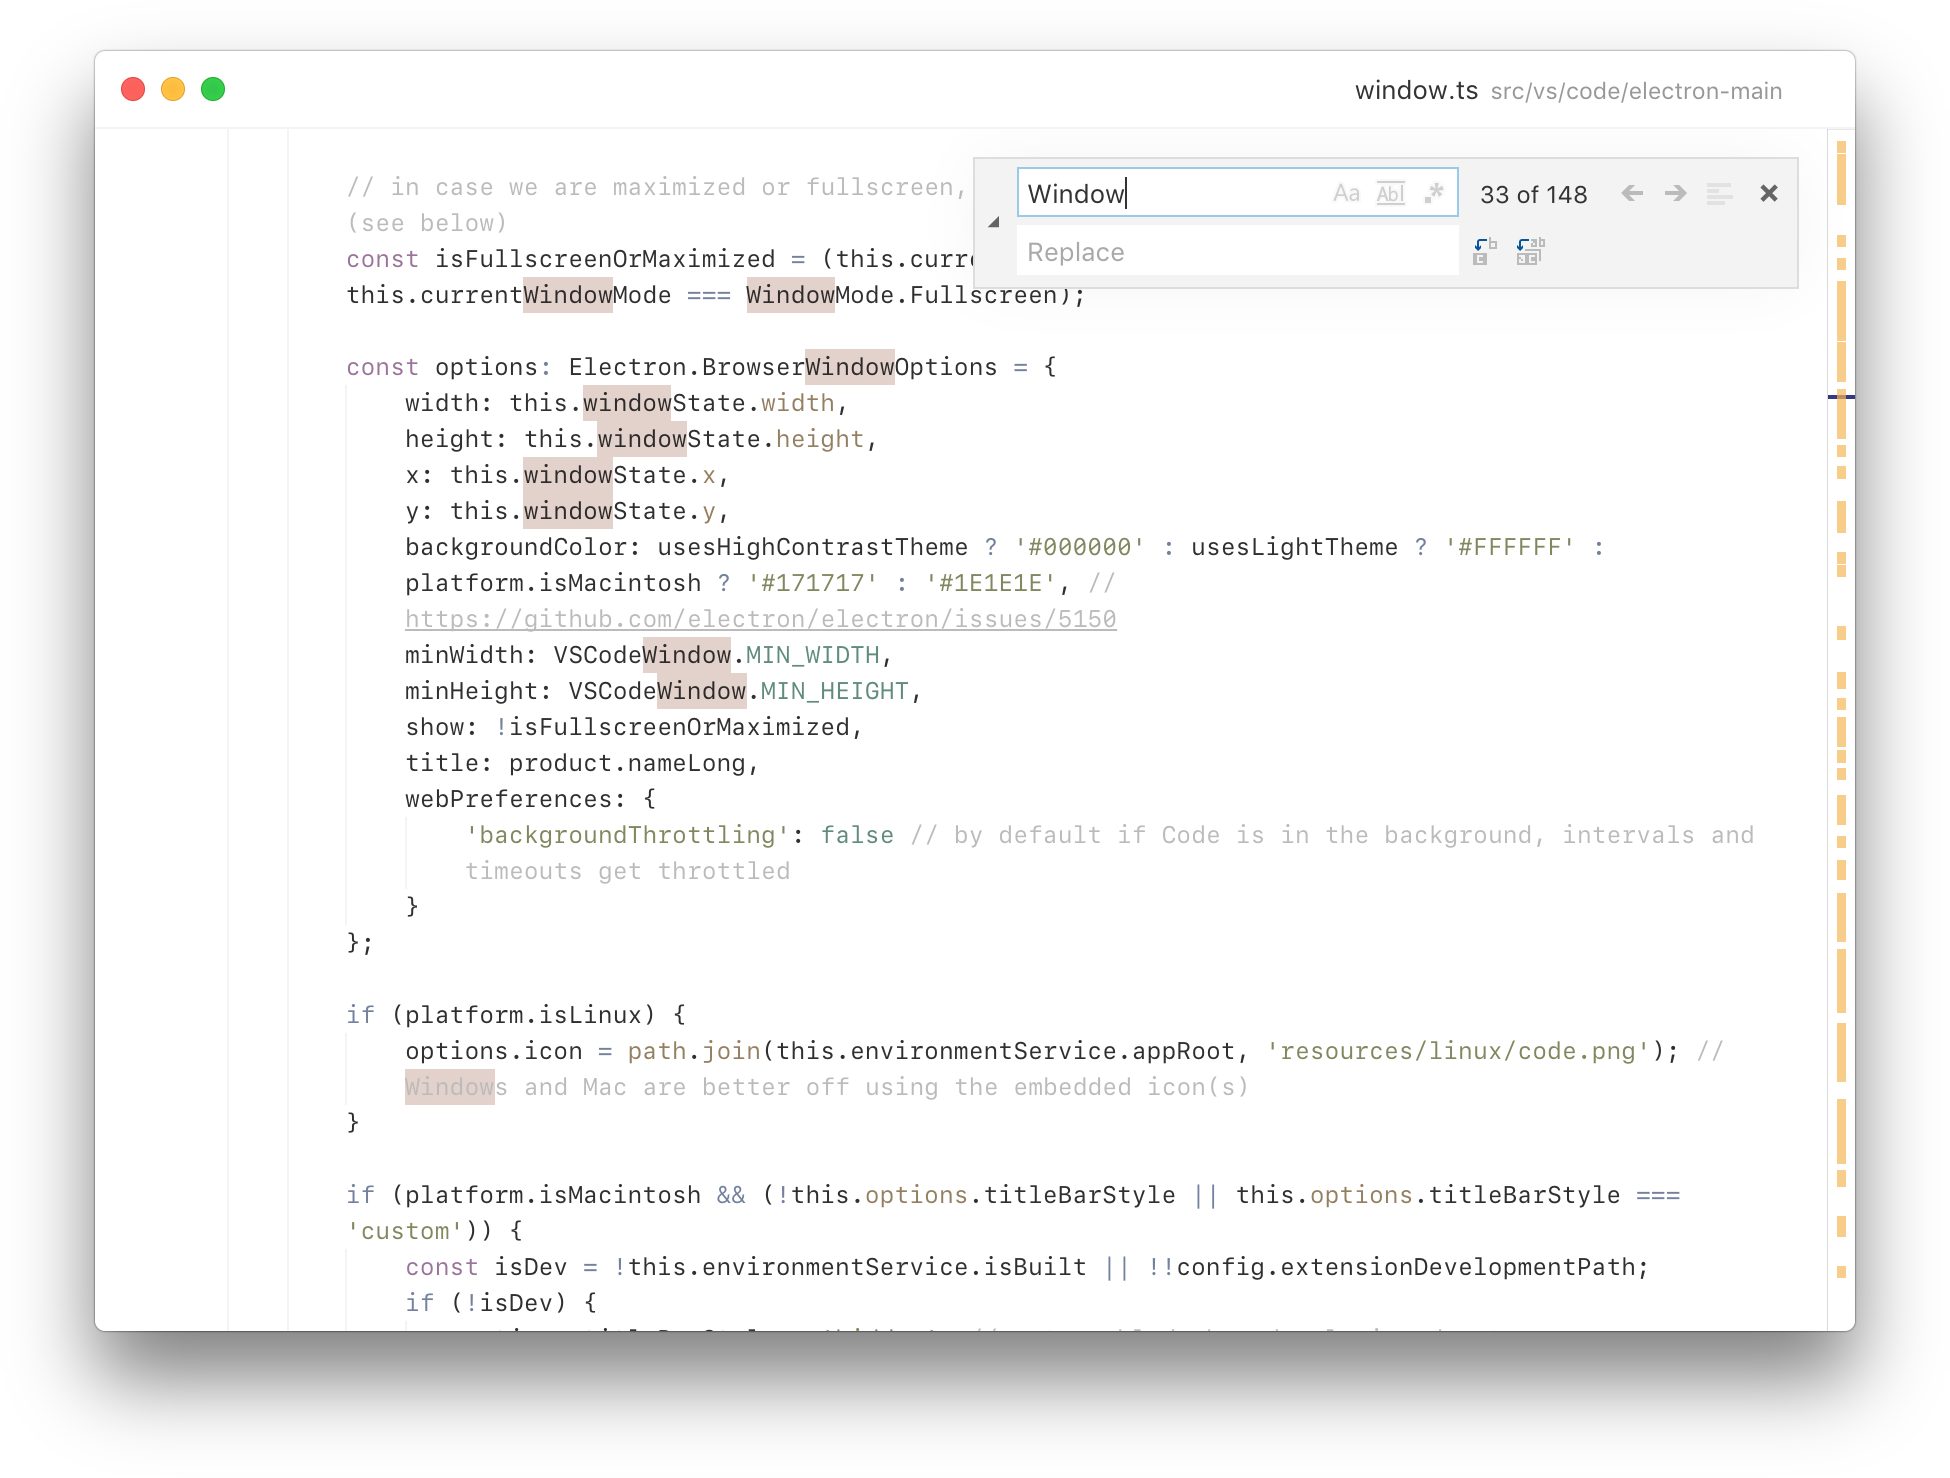 window.ts src/vs/code/electron-main
Window Aa Abl .* 33 of 148
Replace
// in case we are maximized or fullscreen,
(see below)
const isFullscreenOrMaximized = (this.curre
this.currentWindowMode === WindowMode.Fullscreen);
const options: Electron.BrowserWindowOptions = {
width: this.windowState.width,
height: this.windowState.height,
x: this.windowState.x,
y: this.windowState.y,
backgroundColor: usesHighContrastTheme ? '#000000' : usesLightTheme ? '#FFFFFF' :
platform.isMacintosh ? '#171717' : '#1E1E1E', //
https://github.com/electron/electron/issues/5150
minWidth: VSCodeWindow.MIN_WIDTH,
minHeight: VSCodeWindow.MIN_HEIGHT,
show: !isFullscreenOrMaximized,
title: product.nameLong,
webPreferences: {
'backgroundThrottling': false // by default if Code is in the background, intervals and
timeouts get throttled
}
};
if (platform.isLinux) {
options.icon = path.join(this.environmentService.appRoot, 'resources/linux/code.png'); //
Windows and Mac are better off using the embedded icon(s)
}
if (platform.isMacintosh && (!this.options.titleBarStyle || this.options.titleBarStyle ===
'custom')) {
const isDev = !this.environmentService.isBuilt || !!config.extensionDevelopmentPath;
if (!isDev) {